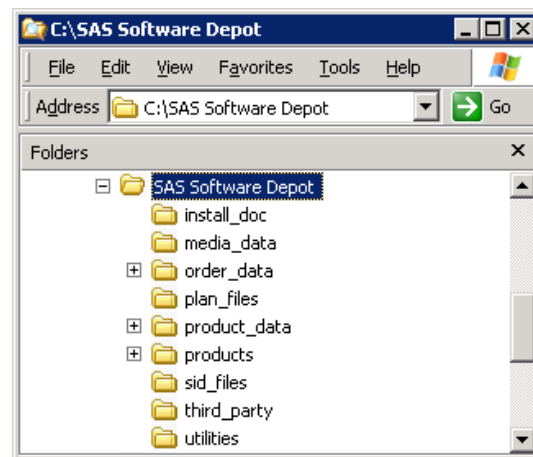 C:\SAS Software Depot
File Edit View Favorites Tools Help
Address C:\SAS Software Depot Go
Folders
SAS Software Depot
install_doc
media_data
order_data
plan_files
product_data
products
sid_files
third_party
utilities